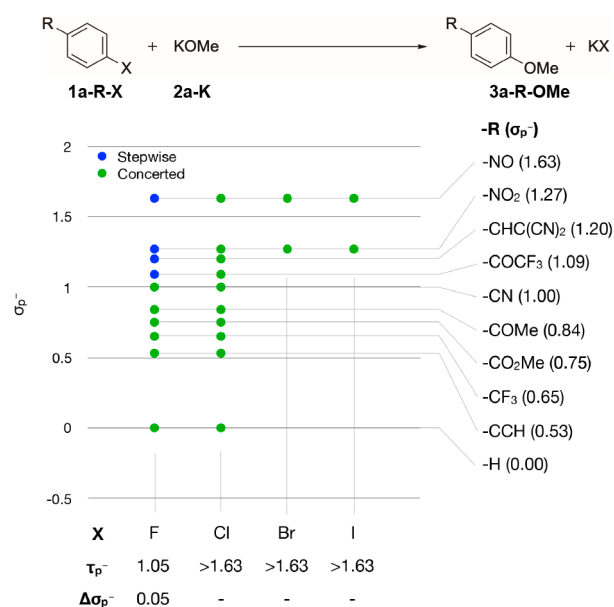 R
X
+ KOMe
R
OMe
+ KX
1a-R-X 2a-K 3a-R-OMe
-R (σp⁻)
2
Stepwise
Concerted
-NO (1.63)
-NO₂ (1.27)
1.5
-CHC(CN)₂ (1.20)
-COCF₃ (1.09)
1
-CN (1.00)
σp⁻
-COMe (0.84)
-CO₂Me (0.75)
0.5
-CF₃ (0.65)
-CCH (0.53)
0
-H (0.00)
-0.5
X F Cl Br I
τp⁻ 1.05 >1.63 >1.63 >1.63
Δσp⁻ 0.05 - - -